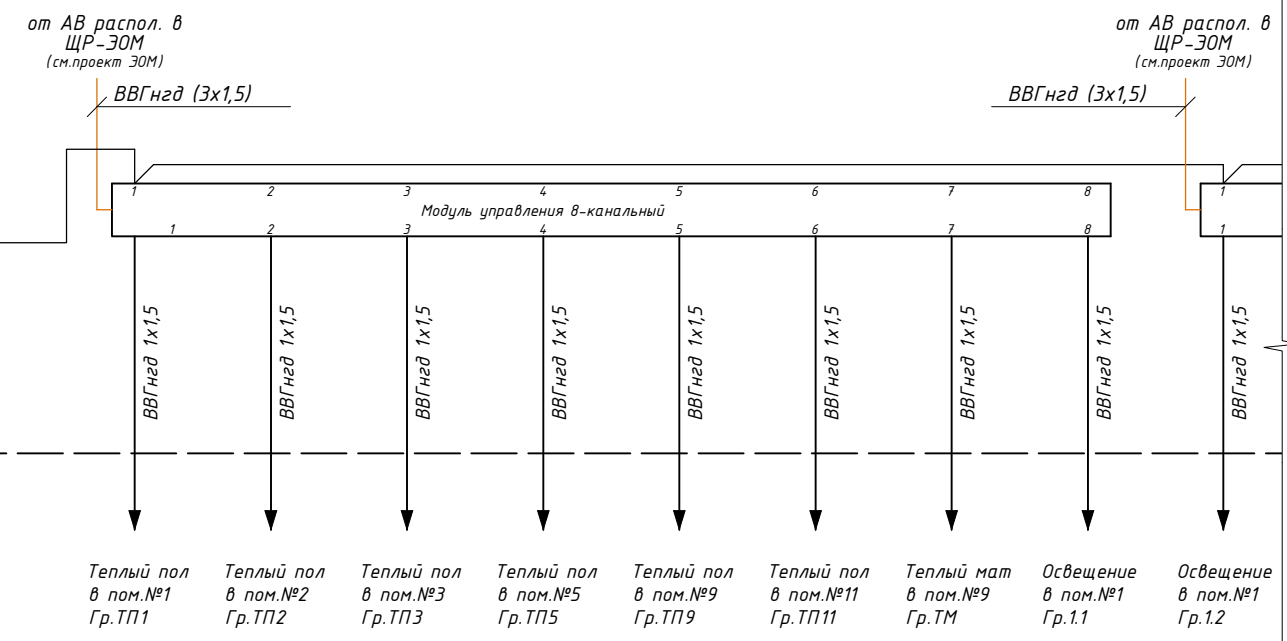 от АВ распол. в
ЩР-ЭОМ
(см.проект ЭОМ)
ВВГнгд (3х1,5)
от АВ распол. в
ЩР-ЭОМ
(см.проект ЭОМ)
ВВГнгд (3х1,5)
1 2 3 4 5 6 7 8 1
Модуль управления 8-канальный
1 2 3 4 5 6 7 8 1
ВВГнгд 1х1,5
ВВГнгд 1х1,5
ВВГнгд 1х1,5
ВВГнгд 1х1,5
ВВГнгд 1х1,5
ВВГнгд 1х1,5
ВВГнгд 1х1,5
ВВГнгд 1х1,5
ВВГнгд 1х1,5
Теплый пол
в пом.№1
Гр.ТП1
Теплый пол
в пом.№2
Гр.ТП2
Теплый пол
в пом.№3
Гр.ТП3
Теплый пол
в пом.№5
Гр.ТП5
Теплый пол
в пом.№9
Гр.ТП9
Теплый пол
в пом.№11
Гр.ТП11
Теплый мат
в пом.№9
Гр.ТМ
Освещение
в пом.№1
Гр.1.1
Освещение
в пом.№1
Гр.1.2